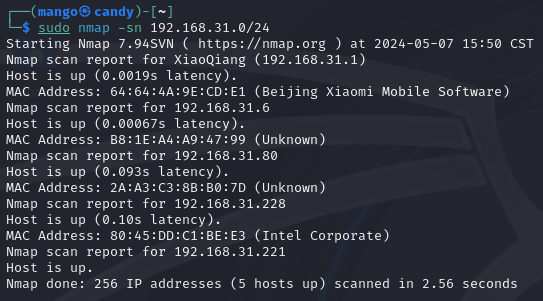 ┌──(mango㉿candy)-[~]
└─$ sudo nmap -sn 192.168.31.0/24
Starting Nmap 7.94SVN ( https://nmap.org ) at 2024-05-07 15:50 CST
Nmap scan report for XiaoQiang (192.168.31.1)
Host is up (0.0019s latency).
MAC Address: 64:64:4A:9E:CD:E1 (Beijing Xiaomi Mobile Software)
Nmap scan report for 192.168.31.6
Host is up (0.00067s latency).
MAC Address: B8:1E:A4:A9:47:99 (Unknown)
Nmap scan report for 192.168.31.80
Host is up (0.093s latency).
MAC Address: 2A:A3:C3:8B:B0:7D (Unknown)
Nmap scan report for 192.168.31.228
Host is up (0.10s latency).
MAC Address: 80:45:DD:C1:BE:E3 (Intel Corporate)
Nmap scan report for 192.168.31.221
Host is up.
Nmap done: 256 IP addresses (5 hosts up) scanned in 2.56 seconds